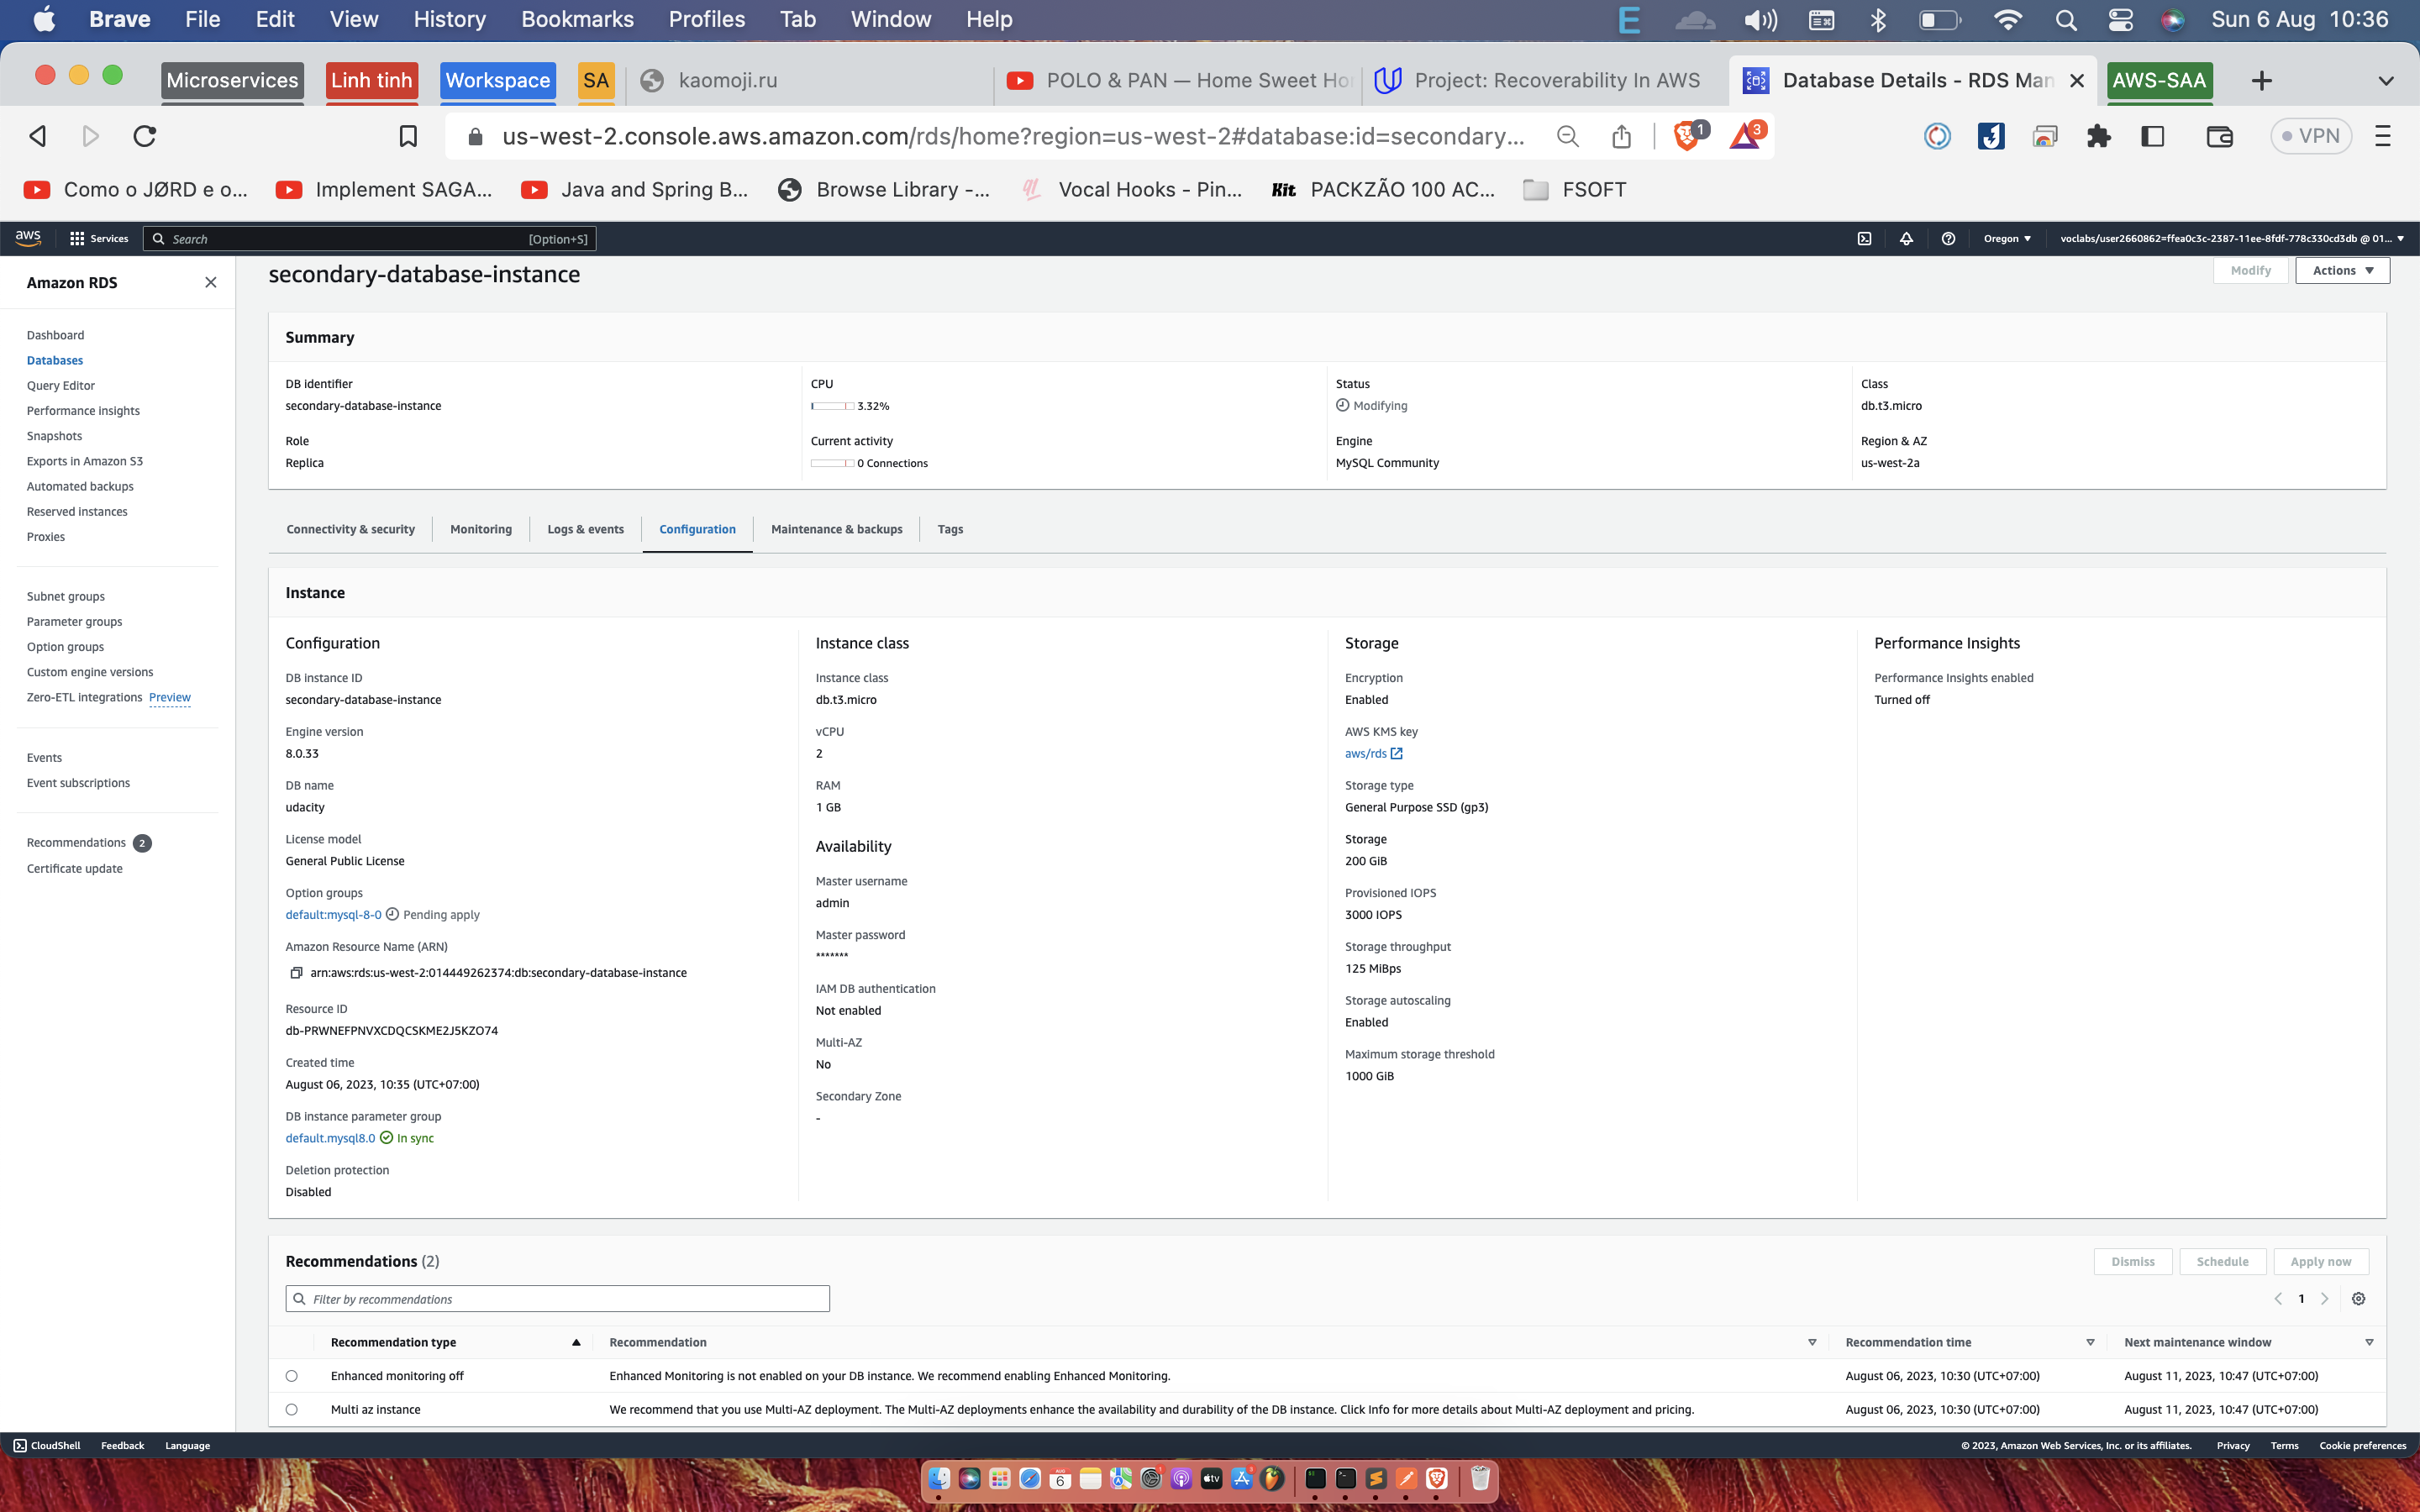 Brave File Edit View History Bookmarks Profiles Tab Window Help Sun 6 Aug 10:36
Microservices Linh tinh Workspace SA kaomoji.ru POLO & PAN — Home Sweet Ho Project: Recoverability In AWS Database Details - RDS Man AWS-SAA
us-west-2.console.aws.amazon.com/rds/home?region=us-west-2#database:id=secondary... 1 3 VPN
Como o JØRD e o... Implement SAGA... Java and Spring B... Browse Library -... Vocal Hooks - Pin... Kit PACKZÃO 100 AC... FSOFT
aws Services Search [Option+S] Oregon voclabs/user2660862=ffea0c3c-2387-11ee-8fdf-778c330cd3db @ 01...
Amazon RDS
Dashboard
Databases
Query Editor
Performance insights
Snapshots
Exports in Amazon S3
Automated backups
Reserved instances
Proxies
Subnet groups
Parameter groups
Option groups
Custom engine versions
Zero-ETL integrations Preview
Events
Event subscriptions
Recommendations 2
Certificate update
secondary-database-instance
Modify Actions
Summary
DB identifier
secondary-database-instance
Role
Replica
CPU
3.32%
Current activity
0 Connections
Status
Modifying
Engine
MySQL Community
Class
db.t3.micro
Region & AZ
us-west-2a
Connectivity & security Monitoring Logs & events Configuration Maintenance & backups Tags
Instance
Configuration
DB instance ID
secondary-database-instance
Engine version
8.0.33
DB name
udacity
License model
General Public License
Option groups
default:mysql-8-0 Pending apply
Amazon Resource Name (ARN)
arn:aws:rds:us-west-2:014449262374:db:secondary-database-instance
Resource ID
db-PRWNEFPNVXCDQCSKME2J5KZO74
Created time
August 06, 2023, 10:35 (UTC+07:00)
DB instance parameter group
default.mysql8.0 In sync
Deletion protection
Disabled
Instance class
Instance class
db.t3.micro
vCPU
2
RAM
1 GB
Availability
Master username
admin
Master password
*******
IAM DB authentication
Not enabled
Multi-AZ
No
Secondary Zone
-
Storage
Encryption
Enabled
AWS KMS key
aws/rds
Storage type
General Purpose SSD (gp3)
Storage
200 GiB
Provisioned IOPS
3000 IOPS
Storage throughput
125 MiBps
Storage autoscaling
Enabled
Maximum storage threshold
1000 GiB
Performance Insights
Performance Insights enabled
Turned off
Recommendations (2)
Dismiss Schedule Apply now
Filter by recommendations
1
Recommendation type Recommendation Recommendation time Next maintenance window
Enhanced monitoring off Enhanced Monitoring is not enabled on your DB instance. We recommend enabling Enhanced Monitoring. August 06, 2023, 10:30 (UTC+07:00) August 11, 2023, 10:47 (UTC+07:00)
Multi az instance We recommend that you use Multi-AZ deployment. The Multi-AZ deployments enhance the availability and durability of the DB instance. Click Info for more details about Multi-AZ deployment and pricing. August 06, 2023, 10:30 (UTC+07:00) August 11, 2023, 10:47 (UTC+07:00)
CloudShell Feedback Language © 2023, Amazon Web Services, Inc. or its affiliates. Privacy Terms Cookie preferences